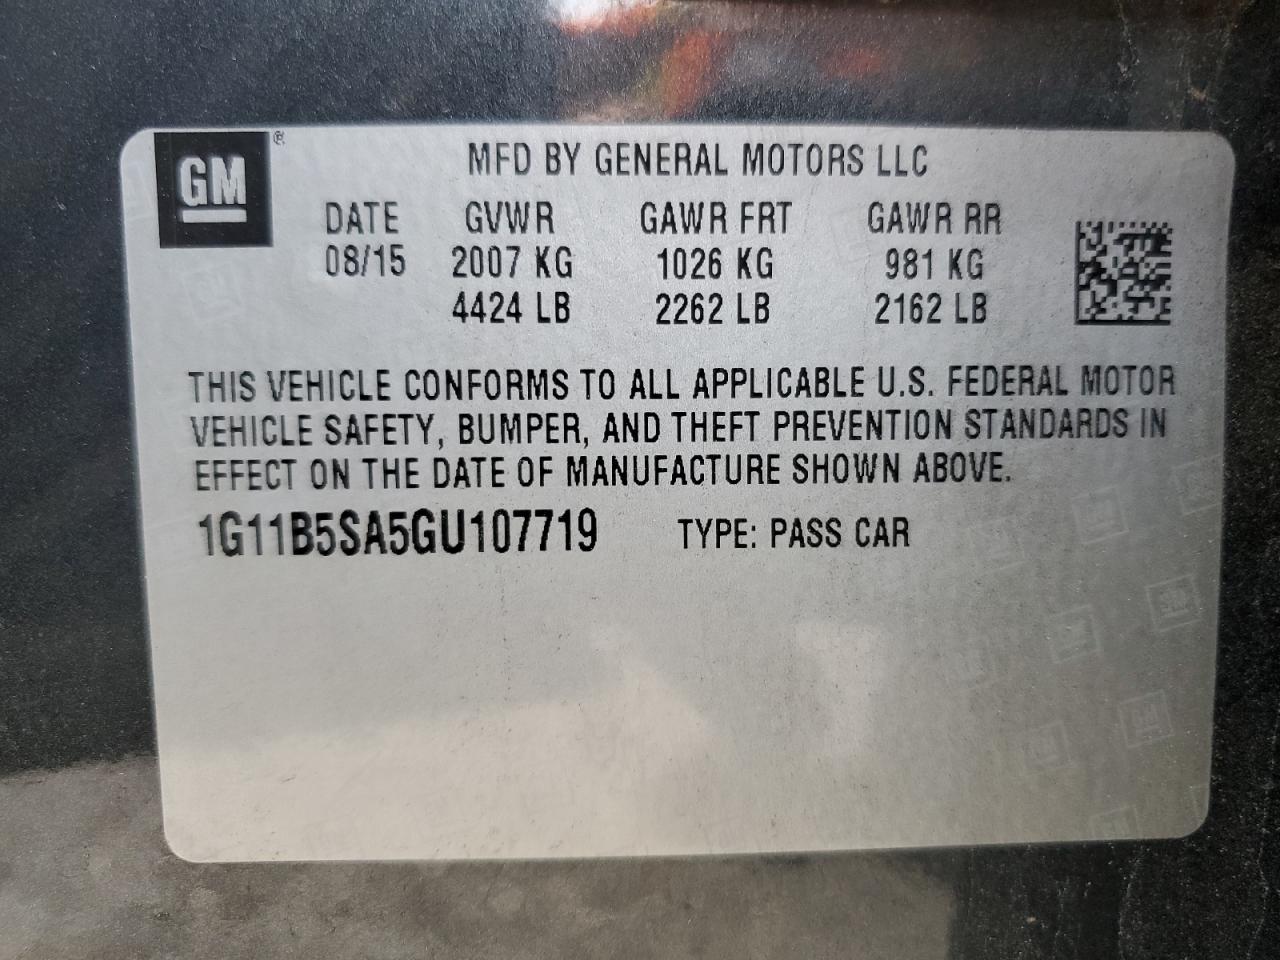 GM ®
MFD BY GENERAL MOTORS LLC
DATE GVWR GAWR FRT GAWR RR
08/15 2007 KG 1026 KG 981 KG
4424 LB 2262 LB 2162 LB
THIS VEHICLE CONFORMS TO ALL APPLICABLE U.S. FEDERAL MOTOR
VEHICLE SAFETY, BUMPER, AND THEFT PREVENTION STANDARDS IN
EFFECT ON THE DATE OF MANUFACTURE SHOWN ABOVE.
1G11B5SA5GU107719 TYPE: PASS CAR